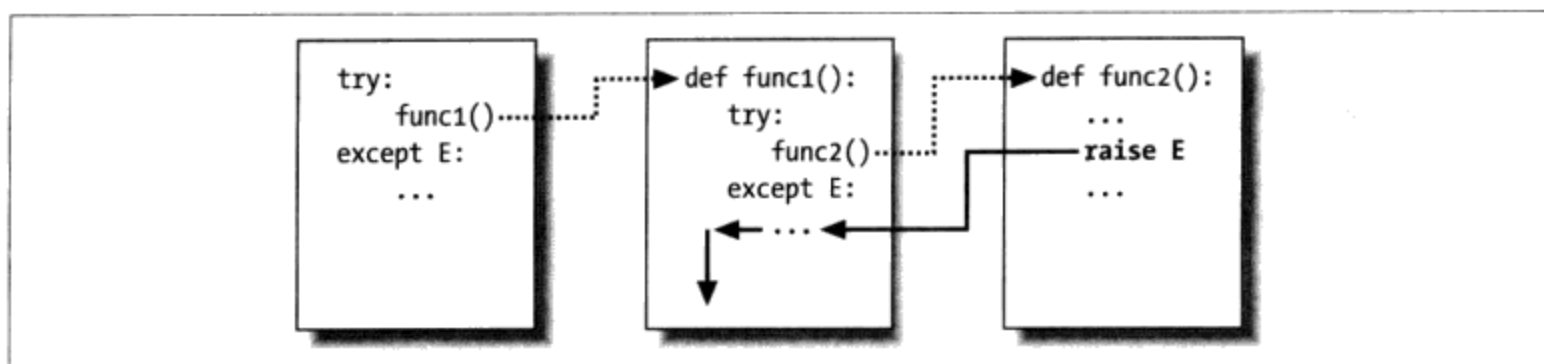 try:
func1()
except E:
...
def func1():
try:
func2()
except E:
...
def func2():
...
raise E
...